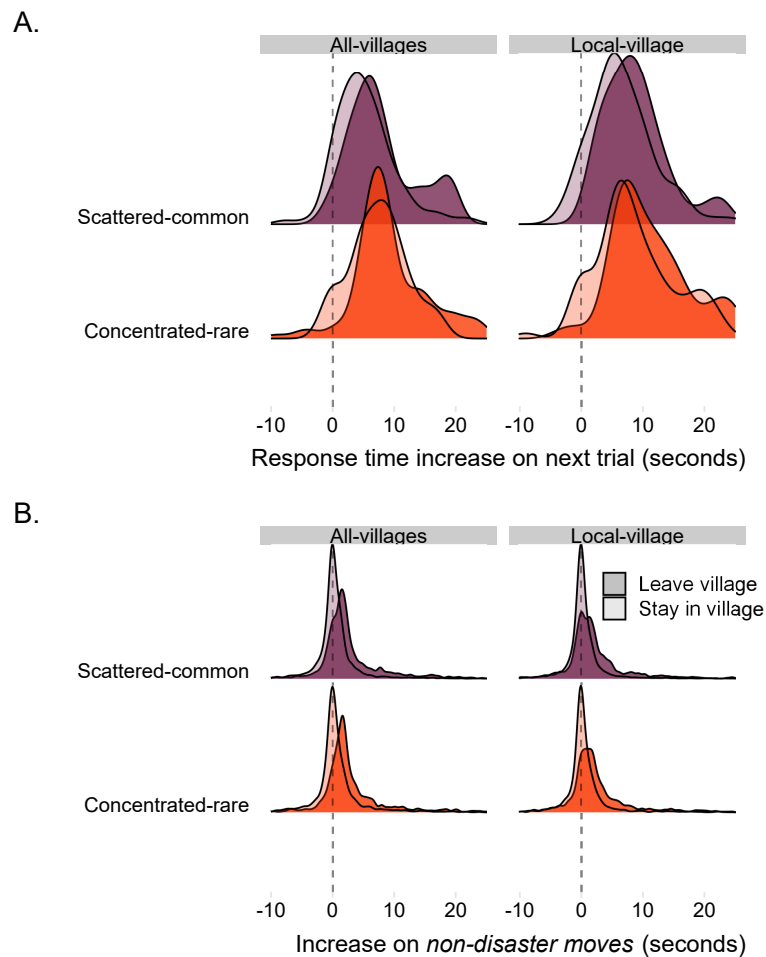 A.
All-villages Local-village
Scattered-common
Concentrated-rare
-10 0 10 20 -10 0 10 20
Response time increase on next trial (seconds)
B.
All-villages Local-village
Leave village
Stay in village
Scattered-common
Concentrated-rare
-10 0 10 20 -10 0 10 20
Increase on non-disaster moves (seconds)